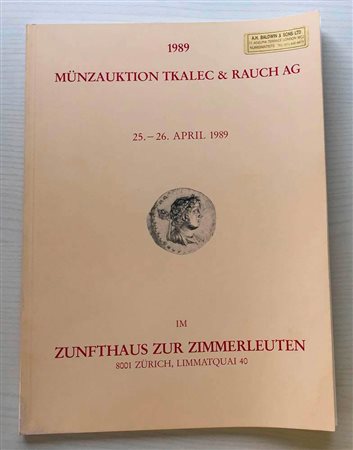 1989
A.H. BALDWIN & SONS LTD
MÜNZAUKTION TKALEC & RAUCH AG
25.–26. APRIL 1989
IM
ZUNFTHAUS ZUR ZIMMERLEUTEN
8001 ZÜRICH, LIMMATQUAI 40